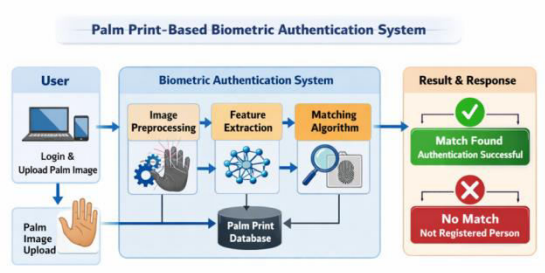 Palm Print-Based Biometric Authentication System
User
Login &
Upload Palm Image
Palm
Image
Upload
Biometric Authentication System
Image
Preprocessing
Feature
Extraction
Matching
Algorithm
Palm Print
Database
Result & Response
Match Found
Authentication Successful
No Match
Not Registered Person